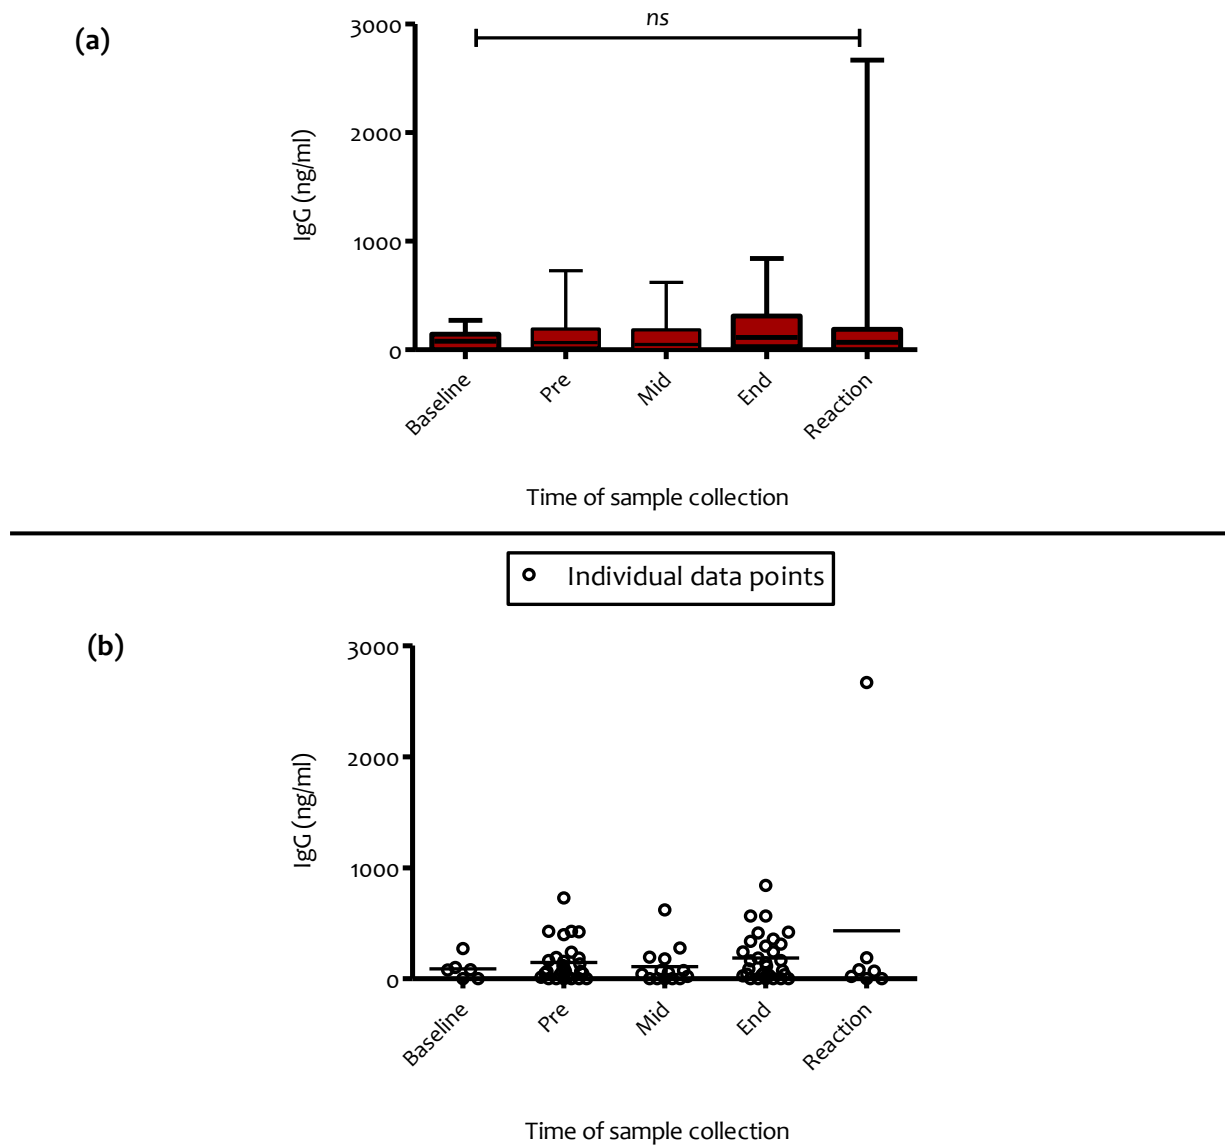 (a)
ns
3000
2000
1000
0
IgG (ng/ml)
Baseline
Pre
Mid
End
Reaction
Time of sample collection
Individual data points
(b)
3000
2000
1000
0
IgG (ng/ml)
Baseline
Pre
Mid
End
Reaction
Time of sample collection